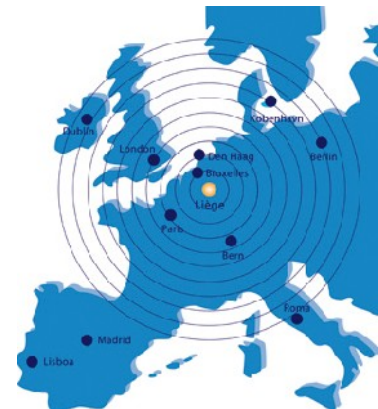 København
Dublin
Berlin
London
Den Haag
Bruxelles
Liège
Paris
Bern
Roma
Madrid
Lisboa